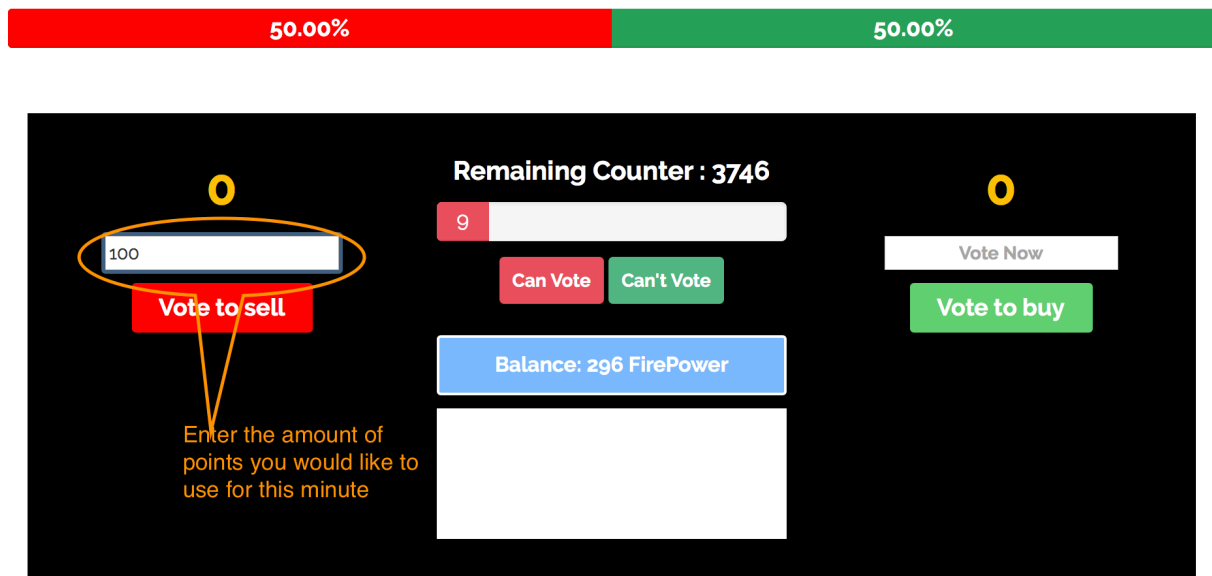 50.00% 50.00%
Remaining Counter : 3746
0 0
9
100 Vote Now
Can Vote Can't Vote
Vote to sell Vote to buy
Balance: 296 FirePower
Enter the amount of
points you would like to
use for this minute